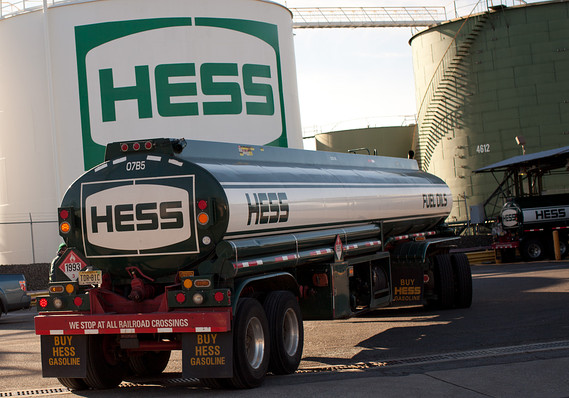 HESS
4612
07B5
HESS
HESS
FUEL OILS
HESS
1993
WE STOP AT ALL RAILROAD CROSSINGS
BUY
HESS
GASOLINE
BUY
HESS
GASOLINE
BUY
HESS
GASOLINE